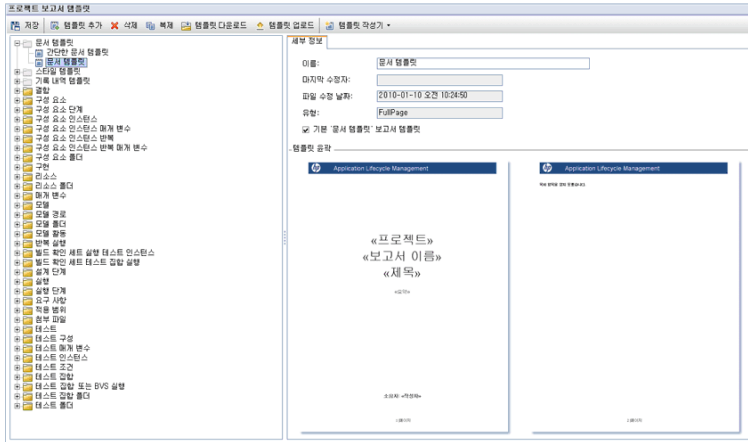 프로젝트 보고서 템플릿
저장 템플릿 추가 삭제 복제 템플릿 다운로드 템플릿 업로드 템플릿 작성기
문서 템플릿
간단한 문서 템플릿
문서 템플릿
스타일 템플릿
기록 내역 템플릿
결함
구성 요소
구성 요소 단계
구성 요소 인스턴스
구성 요소 인스턴스 매개 변수
구성 요소 인스턴스 반복
구성 요소 인스턴스 반복 매개 변수
구성 요소 폴더
구현
리소스
리소스 폴더
매개 변수
모델
모델 경로
모델 폴더
모델 활동
반복 실행
빌드 확인 세트 실행 테스트 인스턴스
빌드 확인 세트 테스트 집합 실행
설계 단계
실행
실행 단계
요구 사항
적용 범위
첨부 파일
테스트
테스트 구성
테스트 매개 변수
테스트 인스턴스
테스트 조건
테스트 집합
테스트 집합 또는 BVS 실행
테스트 집합 폴더
테스트 폴더
세부 정보
이름: 문서 템플릿
마지막 수정자:
파일 수정 날짜: 2010-01-10 오전 10:24:50
유형: FullPage
기본 '문서 템플릿' 보고서 템플릿
템플릿 윤곽
hp Application Lifecycle Management
«프로젝트»
«보고서 이름»
«제목»
hp Application Lifecycle Management